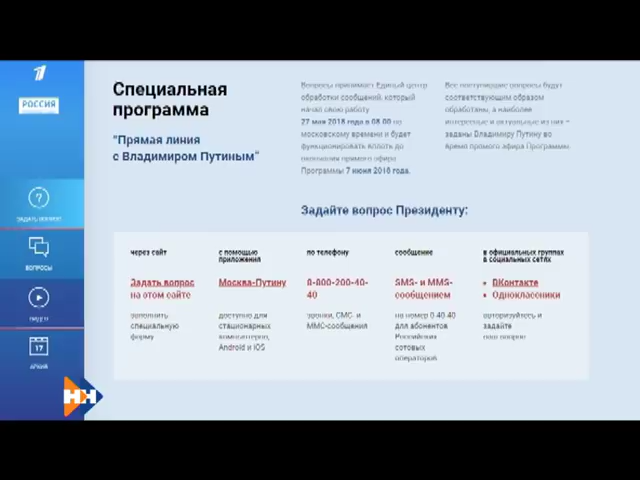 РОССИЯ
ЗАДАТЬ ВОПРОС
ВОПРОСЫ
ВИДЕО
17
АРХИВ
НН
Специальная
программа
"Прямая линия
с Владимиром Путиным"
Вопросы принимает Единый центр
обработки сообщений, который
начал свою работу
27 мая 2018 года в 08.00 по
московскому времени и будет
функционировать вплоть до
окончания прямого эфира
Программы 7 июня 2018 года.
Все поступившие вопросы будут
соответствующим образом
обработаны, а наиболее
интересные и актуальные из них –
заданы Владимиру Путину во
время прямого эфира Программы.
Задайте вопрос Президенту:
через сайт
Задать вопрос
на этом сайте
заполнить
специальную
форму
с помощью
приложения
Москва-Путину
доступно для
стационарных
компьютеров,
Android и iOS
по телефону
8-800-200-40-
40
звонки, СМС- и
ММС-сообщения
сообщение
SMS- и MMS-
сообщением
на номер 0-40-40
для абонентов
Российских
сотовых
операторов
в официальных группах
в социальных сетях
• ВКонтакте
• Одноклассники
авторизуйтесь и
задайте
ваш вопрос